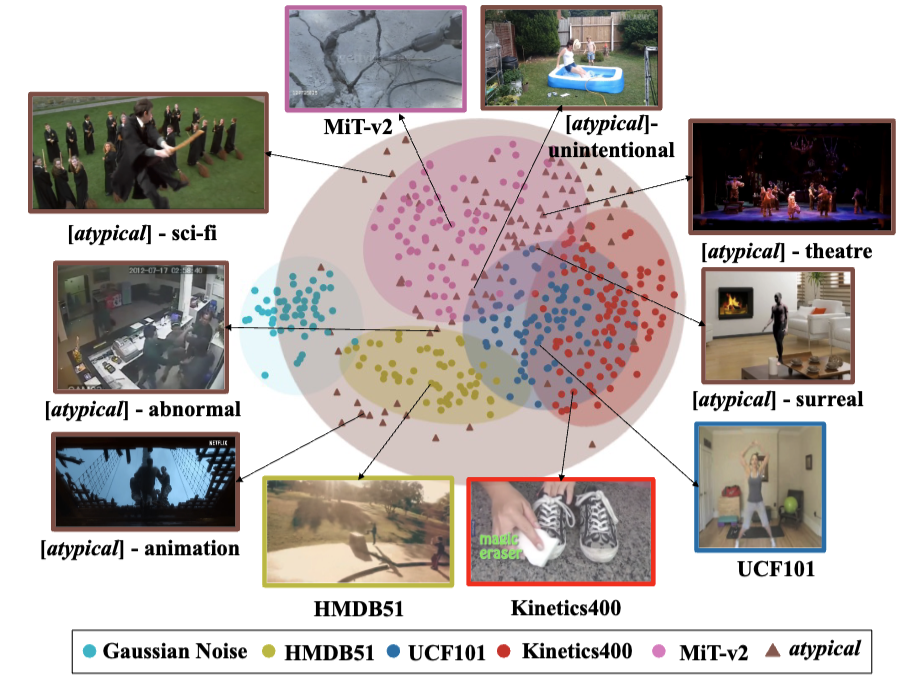 MiT-v2
[atypical]-
unintentional
[atypical] - sci-fi
[atypical] - theatre
2012-07-17 02:58:40
[atypical] - abnormal
[atypical] - surreal
NETFLIX
[atypical] - animation
magic
eraser
HMDB51
Kinetics400
UCF101
Gaussian Noise HMDB51 UCF101 Kinetics400 MiT-v2 atypical